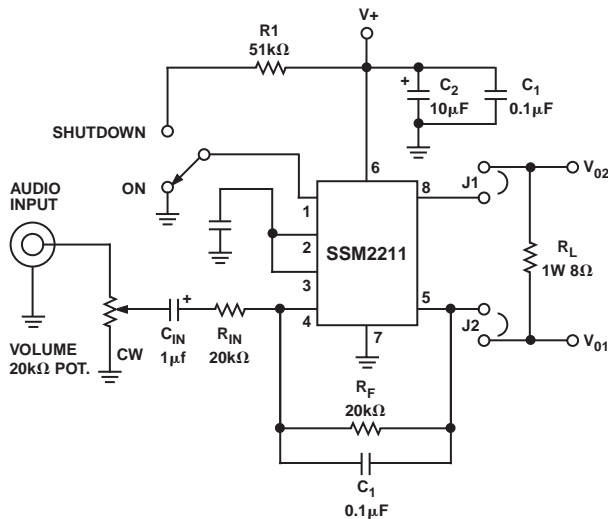 V+
R1
51kΩ
C2
10μF
C1
0.1μF
SHUTDOWN
ON
AUDIO
INPUT
6
1
2
3
4
8
5
7
SSM2211
J1
J2
V02
RL
1W 8Ω
V01
VOLUME
20kΩ POT.
CW
CIN
1μf
RIN
20kΩ
RF
20kΩ
C1
0.1μF
+
+